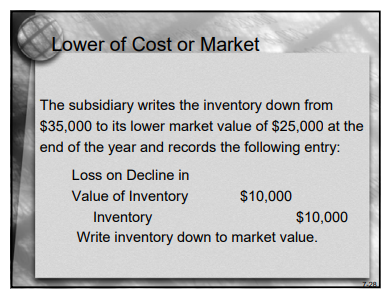 Lower of Cost or Market
The subsidiary writes the inventory down from
$35,000 to its lower market value of $25,000 at the
end of the year and records the following entry:
Loss on Decline in
Value of Inventory $10,000
Inventory $10,000
Write inventory down to market value.
7-28